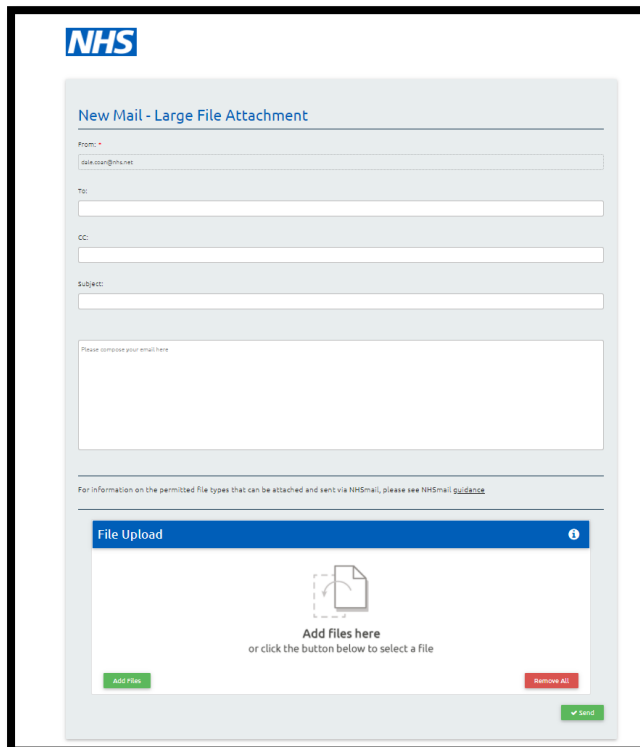 NHS
New Mail - Large File Attachment
From: *
dale.coan@nhs.net
To:
CC:
Subject:
Please compose your email here
For information on the permitted file types that can be attached and sent via NHSmail, please see NHSmail guidance
File Upload
Add files here
or click the button below to select a file
Add Files Remove All
Send